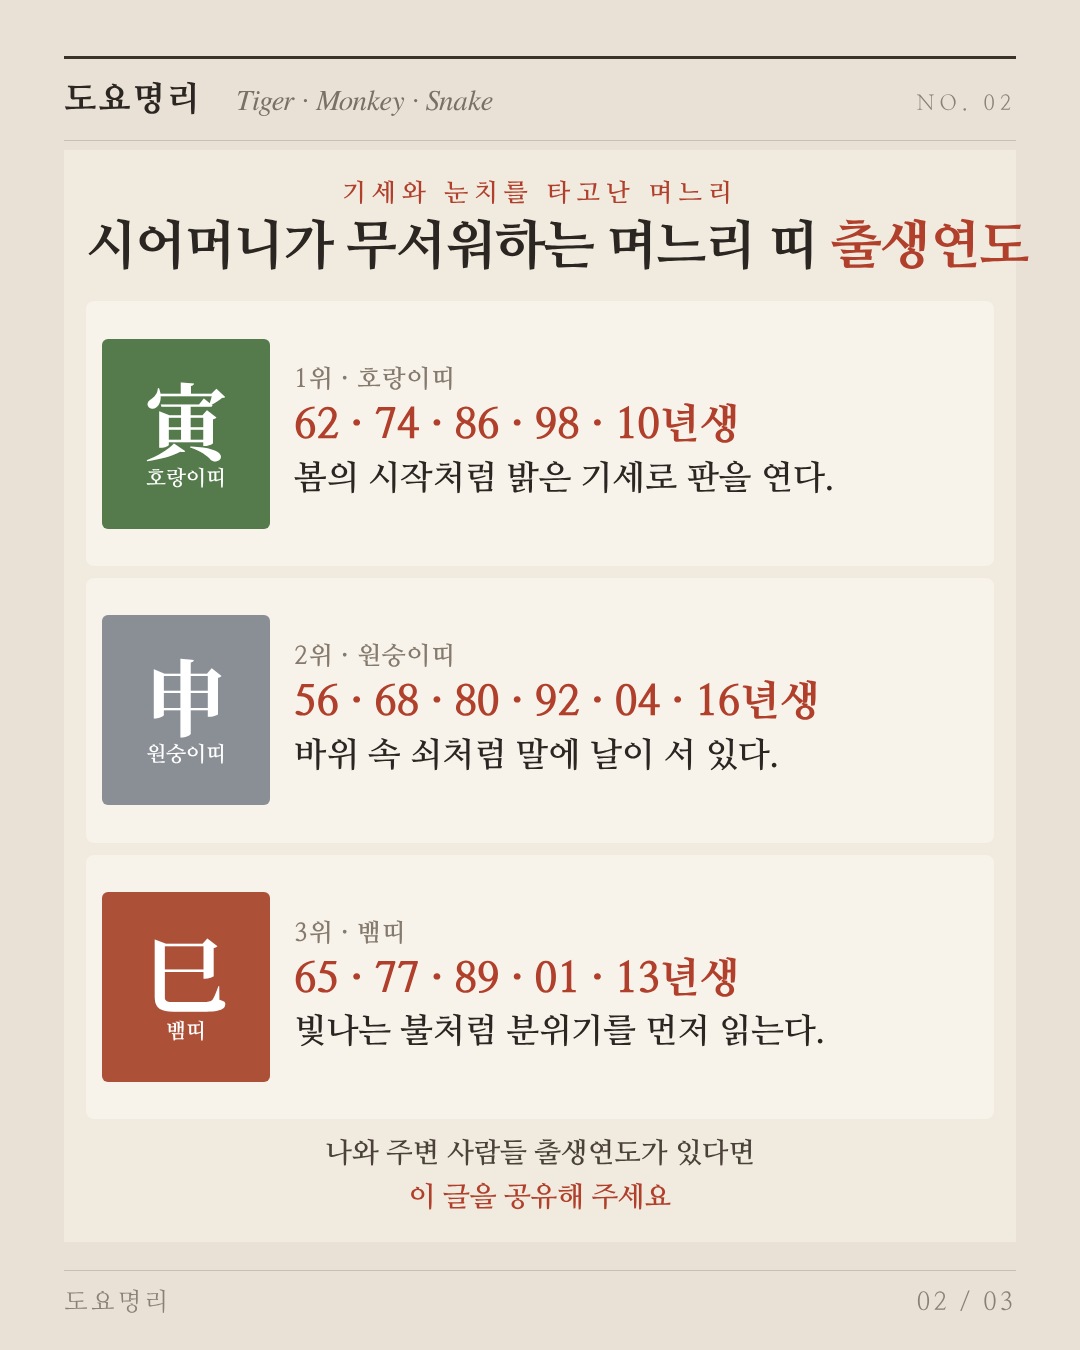 도요명리 Tiger · Monkey · Snake NO. 02
기세와 눈치를 타고난 며느리
시어머니가 무서워하는 며느리 띠 출생연도
寅
호랑이띠
1위 · 호랑이띠
62 · 74 · 86 · 98 · 10년생
봄의 시작처럼 밝은 기세로 판을 연다.
申
원숭이띠
2위 · 원숭이띠
56 · 68 · 80 · 92 · 04 · 16년생
바위 속 쇠처럼 말에 날이 서 있다.
巳
뱀띠
3위 · 뱀띠
65 · 77 · 89 · 01 · 13년생
빛나는 불처럼 분위기를 먼저 읽는다.
나와 주변 사람들 출생연도가 있다면
이 글을 공유해 주세요
도요명리 02 / 03